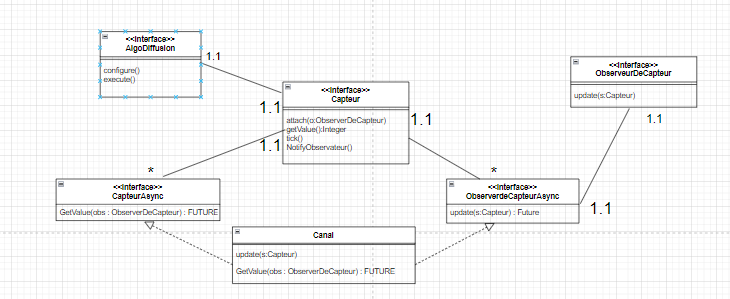 <<Interface>>
AlgoDiffusion
configure()
execute()
1.1
<<Interface>>
ObserveurDeCapteur
update(s:Capteur)
1.1
<<Interface>>
Capteur
attach(o:ObserverDeCapteur)
getValue():Integer
tick()
NotifyObservateur()
1.1
1.1
1.1
*
*
<<Interface>>
CapteurAsync
GetValue(obs : ObserverDeCapteur) : FUTURE
<<Interface>>
ObserverdeCapteurAsync
update(s:Capteur) : Future
1.1
Canal
update(s:Capteur)
GetValue(obs : ObserverDeCapteur) : FUTURE